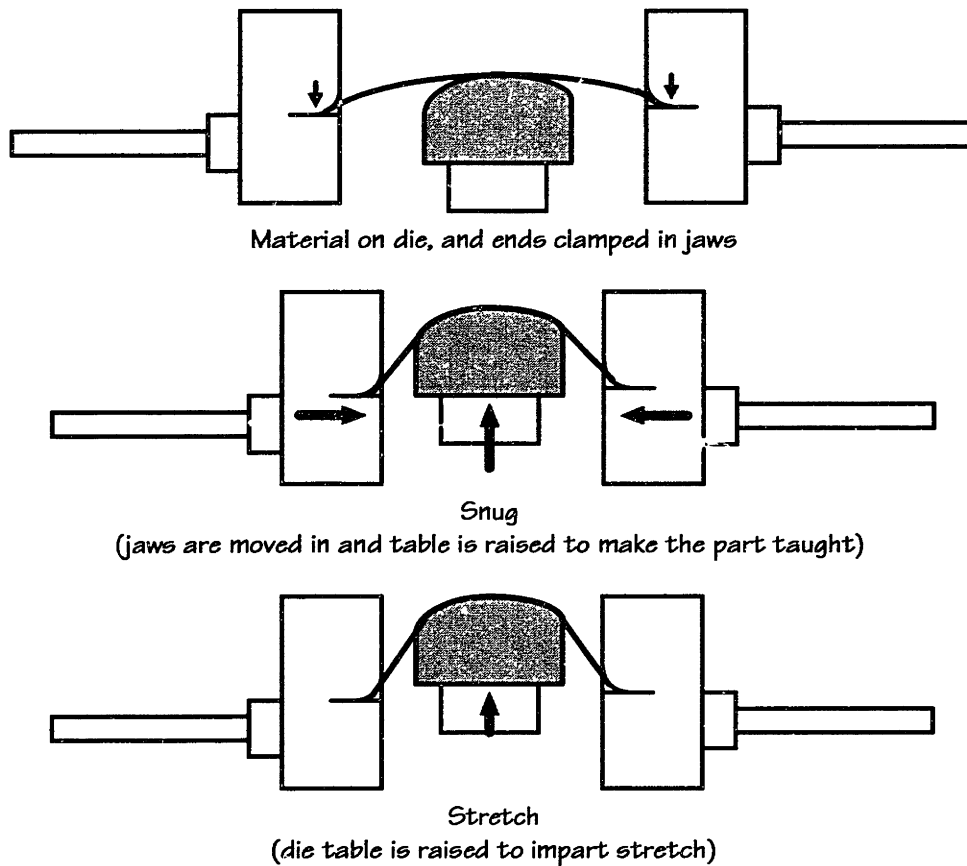 Material on die, and ends clamped in jaws
Snug
(jaws are moved in and table is raised to make the part taught)
Stretch
(die table is raised to impart stretch)